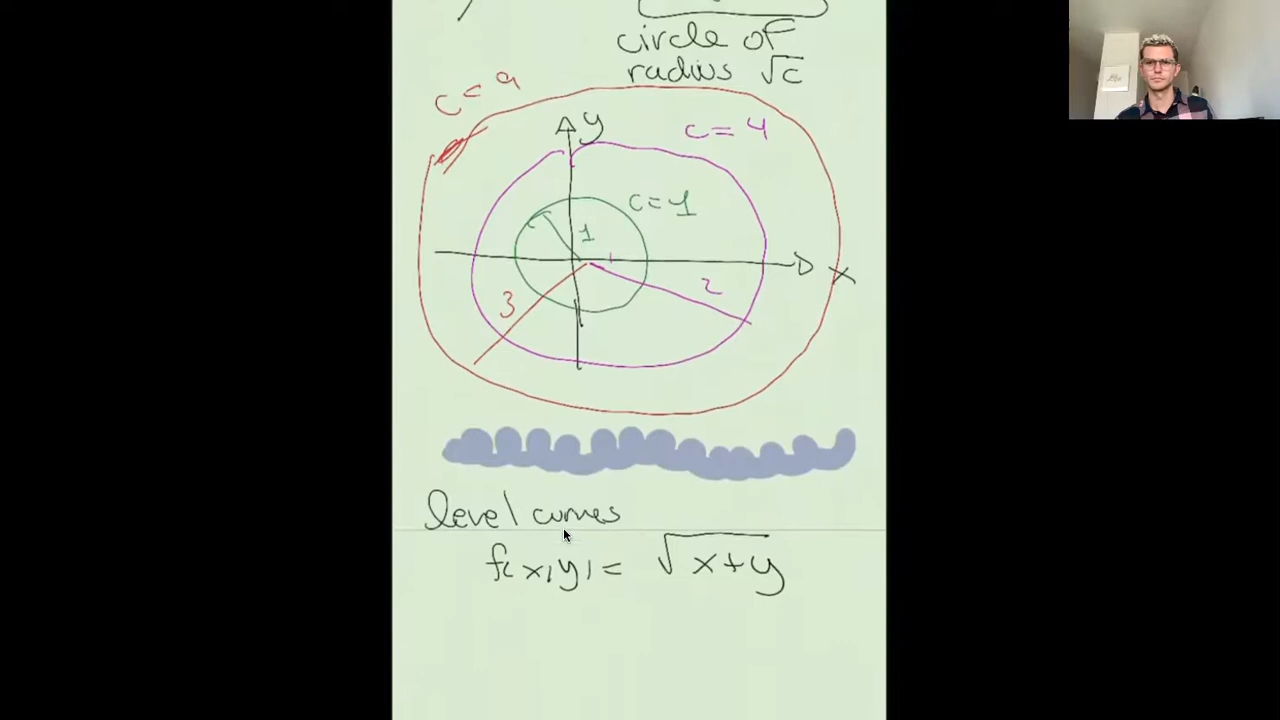 circle of
radius √c
c = 9
y
c = 4
c = 1
1
x
2
3
level curves
f(x,y) = √x+y